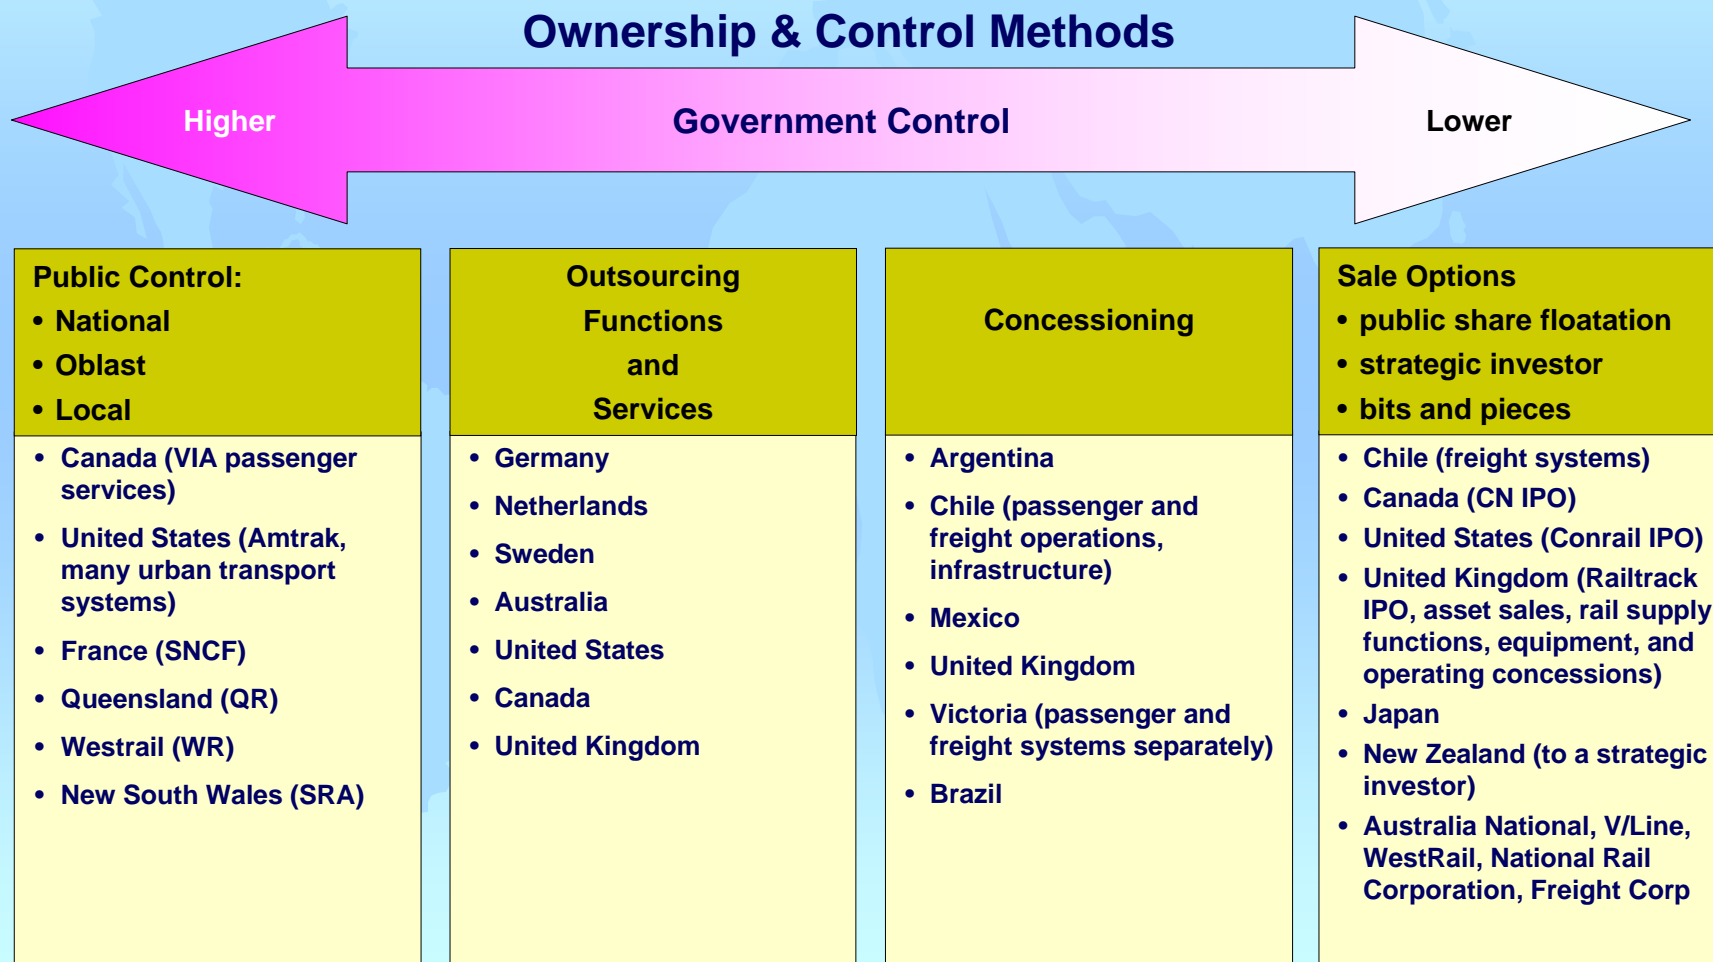 Ownership & Control Methods
Higher
Government Control
Lower
Public Control:
• National
• Oblast
• Local
• Canada (VIA passenger
services)
• United States (Amtrak,
many urban transport
systems)
• France (SNCF)
• Queensland (QR)
• Westrail (WR)
• New South Wales (SRA)
Outsourcing
Functions
and
Services
• Germany
• Netherlands
• Sweden
• Australia
• United States
• Canada
• United Kingdom
Concessioning
• Argentina
• Chile (passenger and
freight operations,
infrastructure)
• Mexico
• United Kingdom
• Victoria (passenger and
freight systems separately)
• Brazil
Sale Options
• public share floatation
• strategic investor
• bits and pieces
• Chile (freight systems)
• Canada (CN IPO)
• United States (Conrail IPO)
• United Kingdom (Railtrack
IPO, asset sales, rail supply
functions, equipment, and
operating concessions)
• Japan
• New Zealand (to a strategic
investor)
• Australia National, V/Line,
WestRail, National Rail
Corporation, Freight Corp